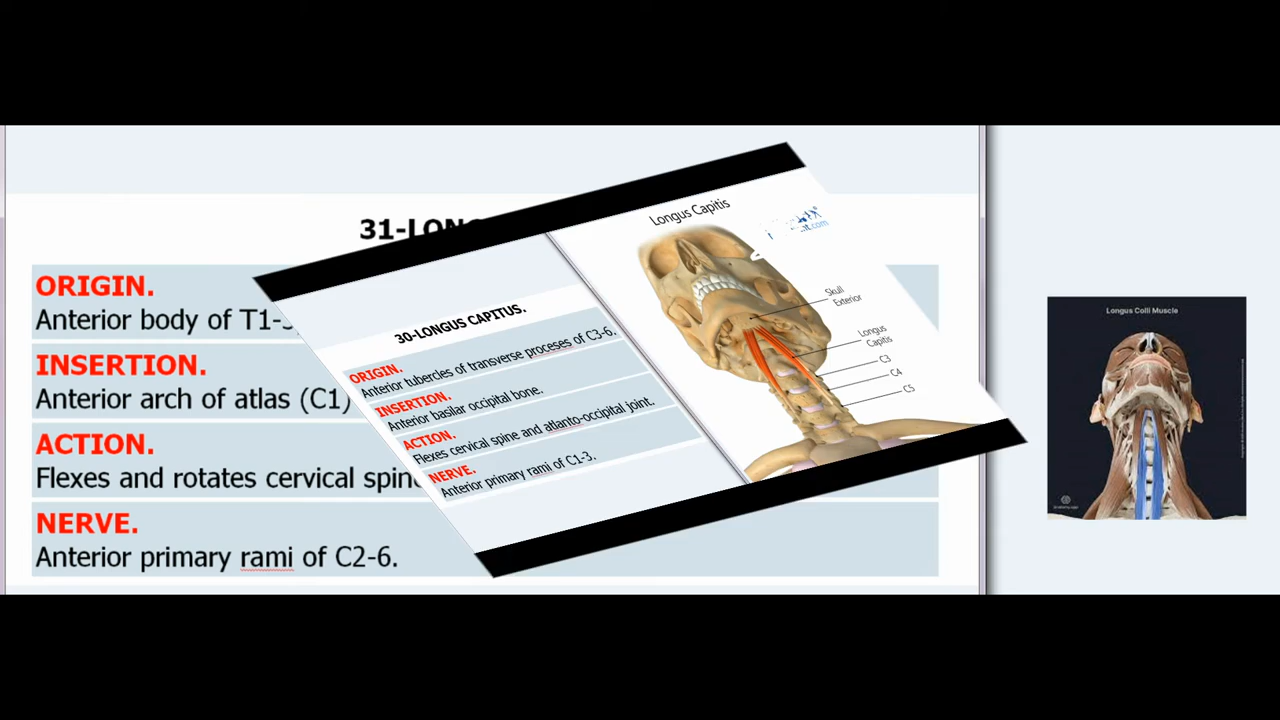 31-LONG
ORIGIN.
Anterior body of T1-3
INSERTION.
Anterior arch of atlas (C1)
ACTION.
Flexes and rotates cervical spine
NERVE.
Anterior primary rami of C2-6.
30-LONGUS CAPITUS.
ORIGIN.
Anterior tubercles of transverse proceses of C3-6.
INSERTION.
Anterior basilar occipital bone.
ACTION.
Flexes cervical spine and atlanto-occipital joint.
NERVE.
Anterior primary rami of C1-3.
Longus Capitis
Skull
Exterior
Longus
Capitis
C3
C4
C5
Longus Colli Muscle